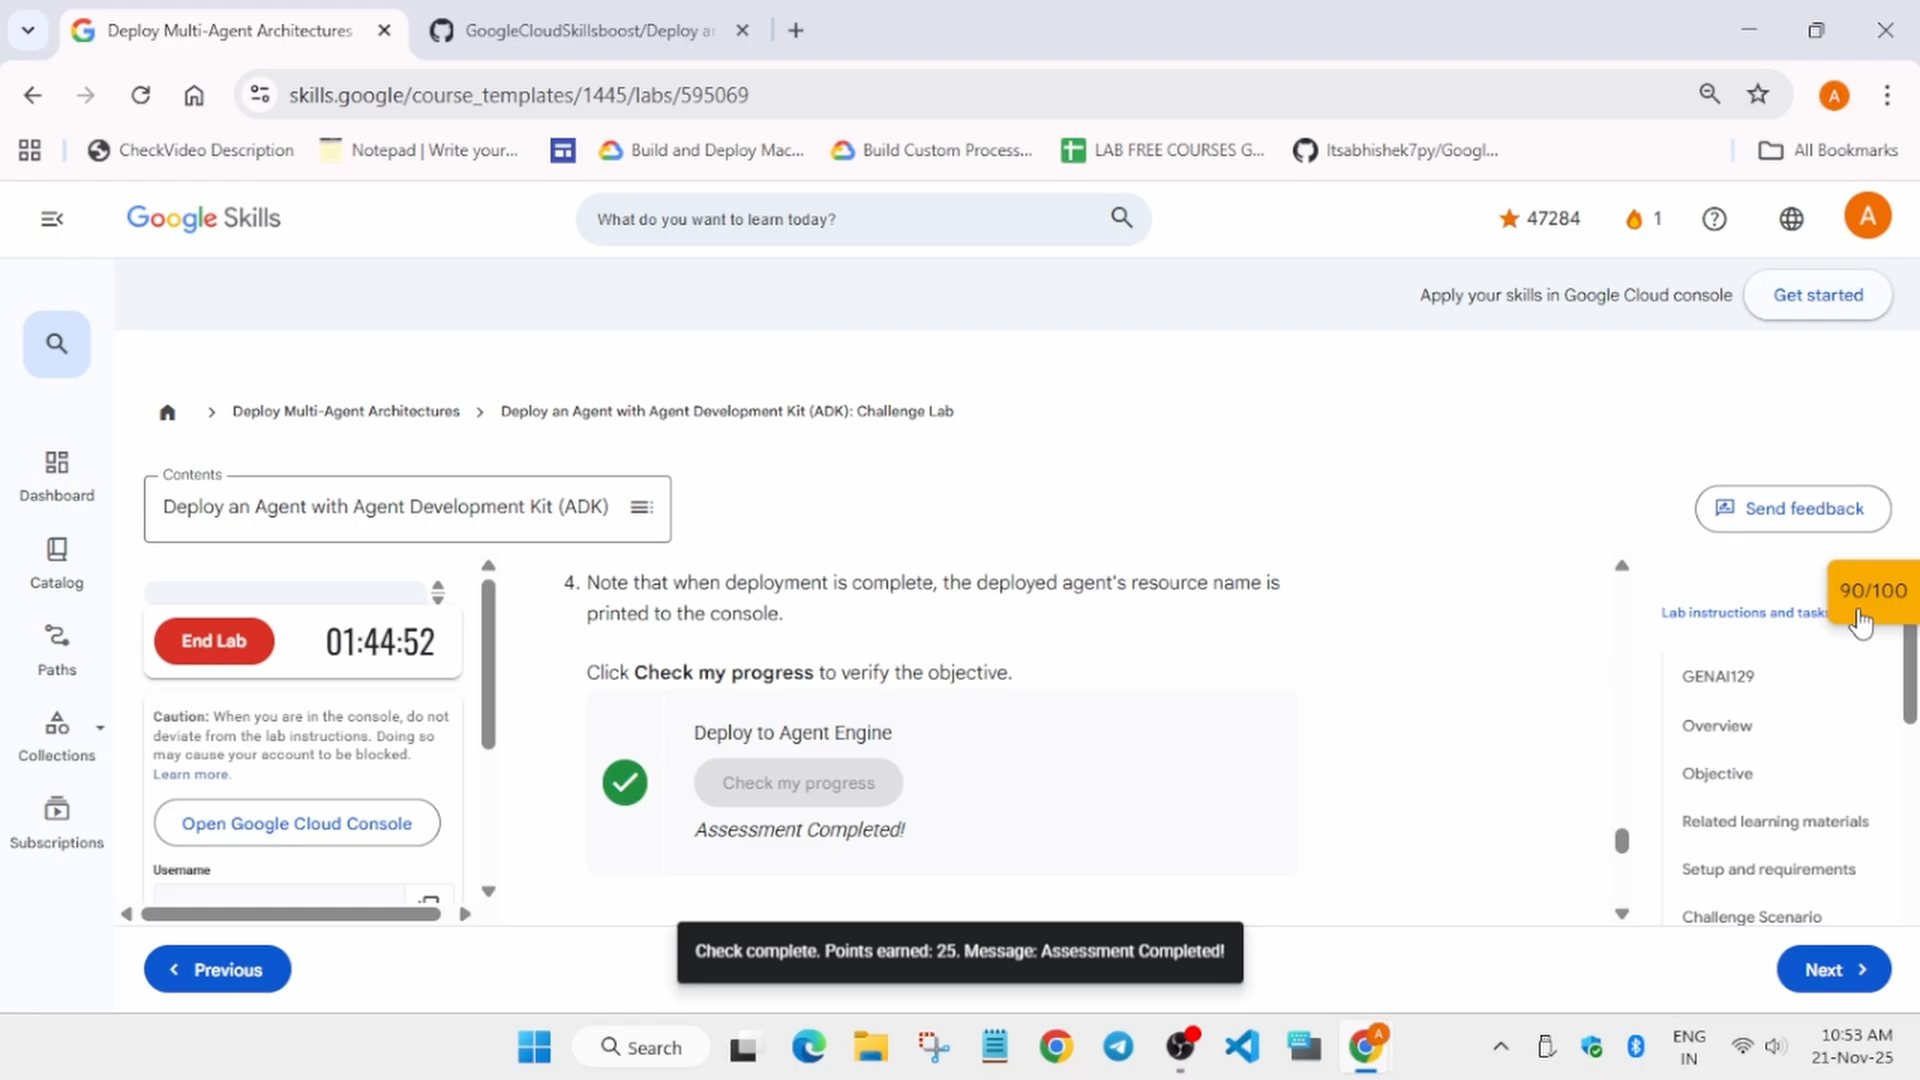 Deploy Multi-Agent Architectures
GoogleCloudSkillsboost/Deploy ar
skills.google/course_templates/1445/labs/595069
A
CheckVideo Description
Notepad | Write your...
Build and Deploy Mac...
Build Custom Process...
LAB FREE COURSES G...
Itsabhishek7py/Googl...
All Bookmarks
Google Skills
What do you want to learn today?
47284
1
A
Apply your skills in Google Cloud console
Get started
Deploy Multi-Agent Architectures
Deploy an Agent with Agent Development Kit (ADK): Challenge Lab
Dashboard
Catalog
Paths
Collections
Subscriptions
Contents
Deploy an Agent with Agent Development Kit (ADK)
Send feedback
End Lab
01:44:52
Caution: When you are in the console, do not
deviate from the lab instructions. Doing so
may cause your account to be blocked.
Learn more.
Open Google Cloud Console
Username
4. Note that when deployment is complete, the deployed agent's resource name is
printed to the console.
Click Check my progress to verify the objective.
Deploy to Agent Engine
Check my progress
Assessment Completed!
90/100
Lab instructions and tasks
GENAI129
Overview
Objective
Related learning materials
Setup and requirements
Challenge Scenario
Previous
Check complete. Points earned: 25. Message: Assessment Completed!
Next
Search
A
ENG
IN
10:53 AM
21-Nov-25